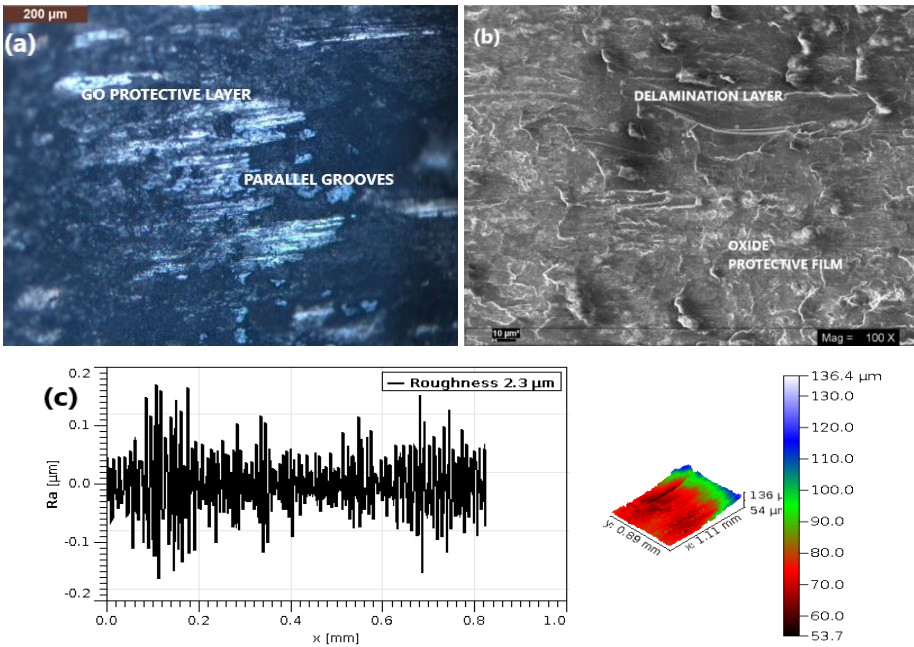 200 µm
(a)
GO PROTECTIVE LAYER
PARALLEL GROOVES
(b)
DELAMINATION LAYER
OXIDE
PROTECTIVE FILM
10 µm
Mag = 100 X
(c)
Roughness 2.3 µm
0.2
0.1
0.0
-0.1
-0.2
Ra [µm]
0.0 0.2 0.4 0.6 0.8 1.0
x [mm]
136 µ
54 µm
y: 0.89 mm
x: 1.11 mm
136.4 µm
130.0
120.0
110.0
100.0
90.0
80.0
70.0
60.0
53.7